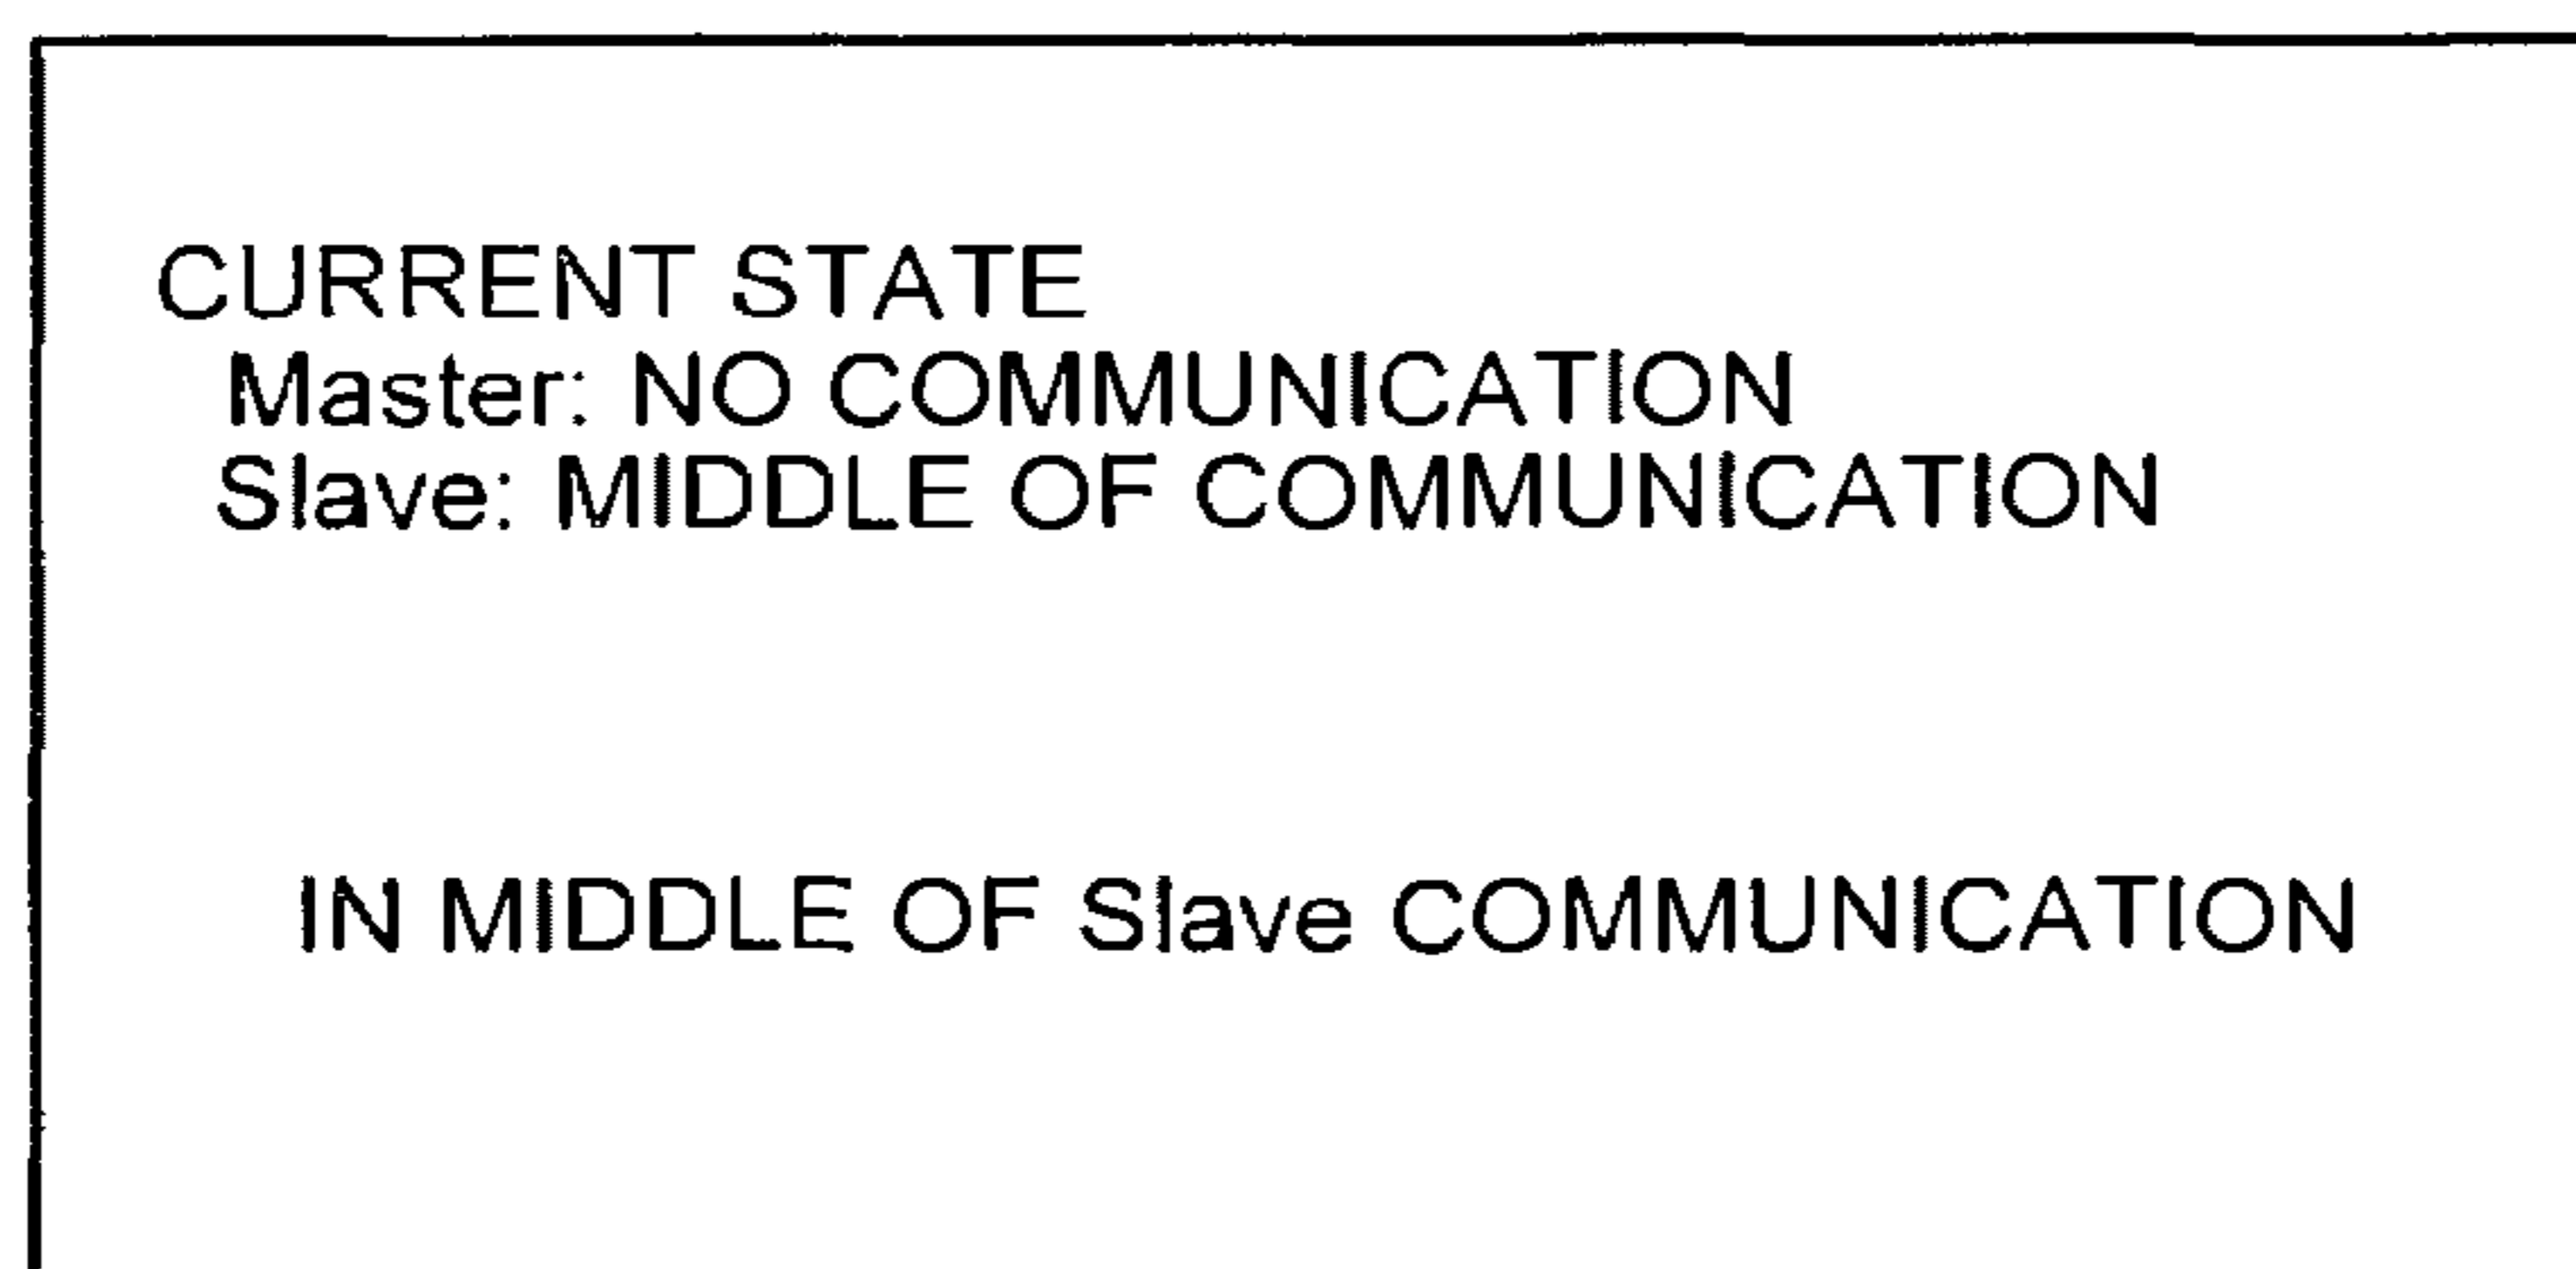 CURRENT STATE
Master: NO COMMUNICATION
Slave: MIDDLE OF COMMUNICATION
IN MIDDLE OF Slave COMMUNICATION